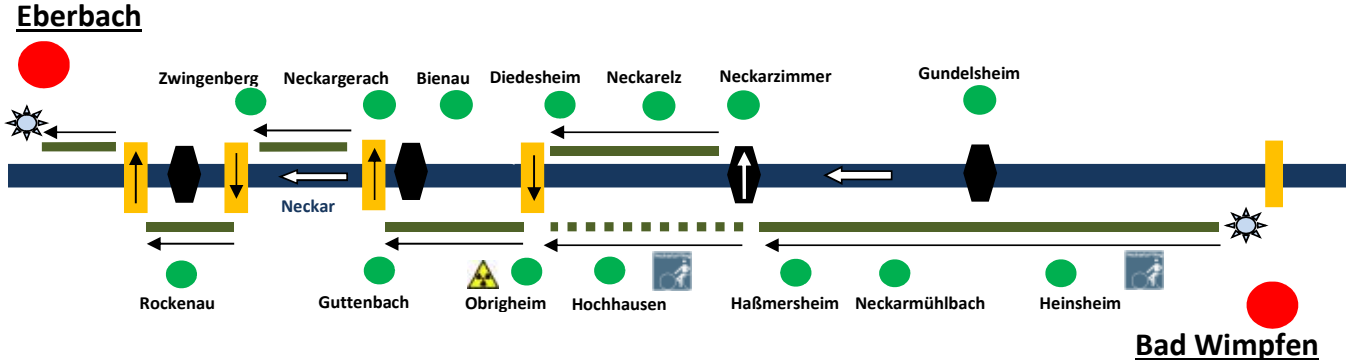 Eberbach
Zwingenberg
Neckargerach
Bienau
Diedesheim
Neckarelz
Neckarzimmer
Gundelsheim
Neckar
Rockenau
Guttenbach
Obrigheim
Hochhausen
Haßmersheim
Neckarmühlbach
Heinsheim
Bad Wimpfen